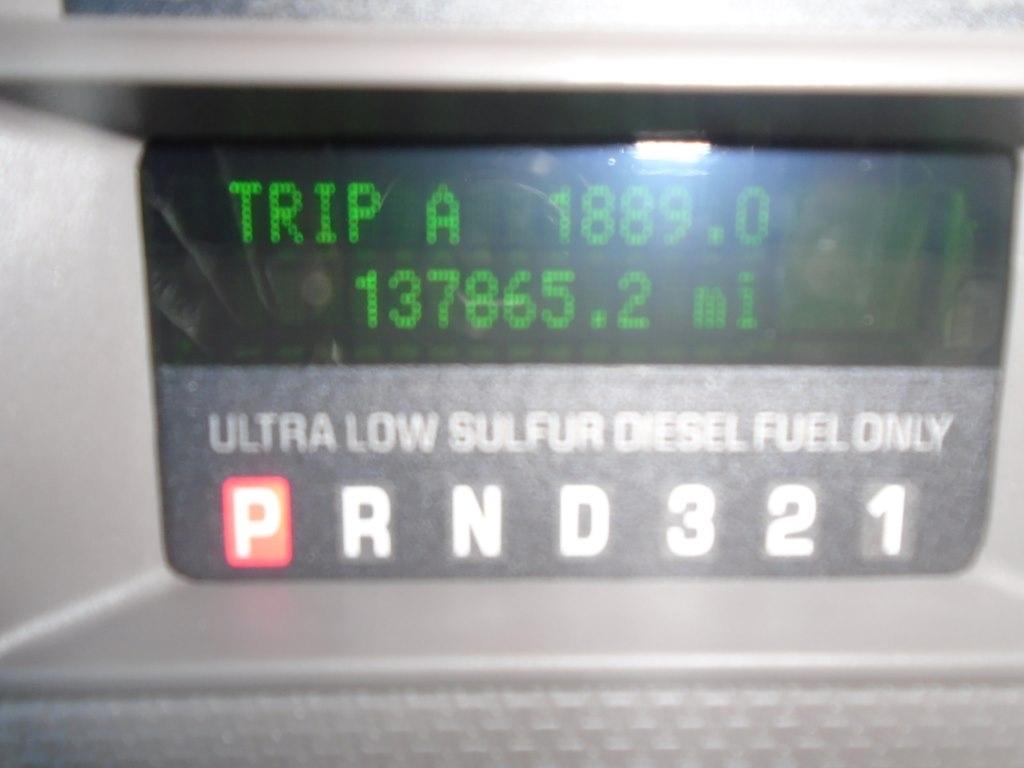 TRIP A 1889.0
137865.2 mi
ULTRA LOW SULFUR DIESEL FUEL ONLY
P R N D 3 2 1